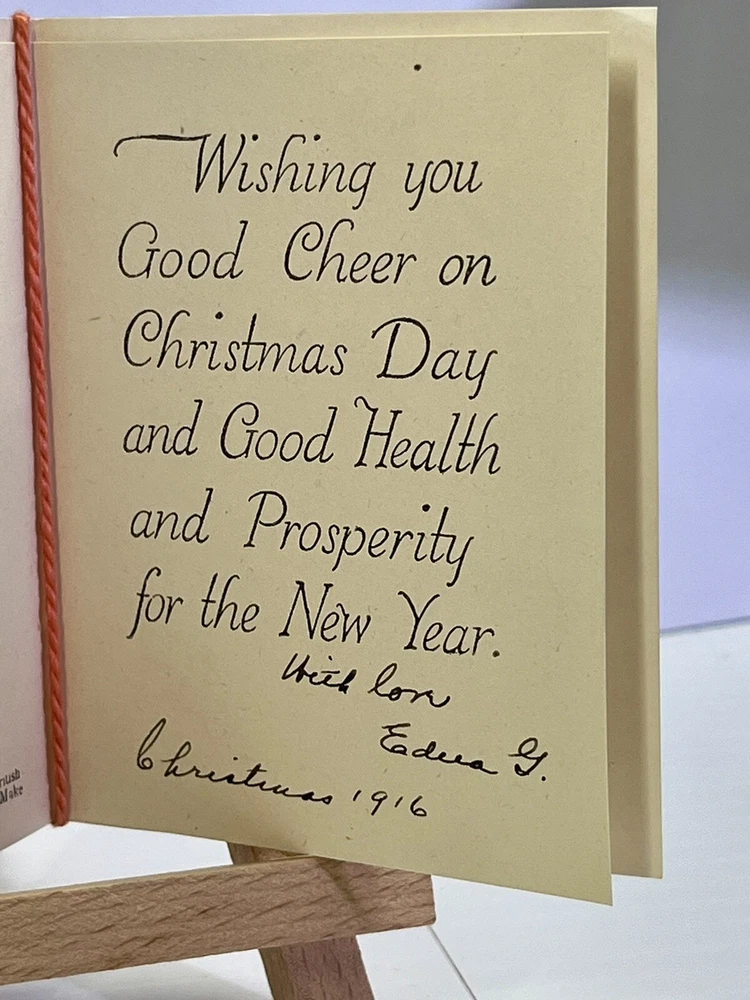 Wishing you
Good Cheer on
Christmas Day
and Good Health
and Prosperity
for the New Year.
With love
Edna G.
Christmas 1916
Make